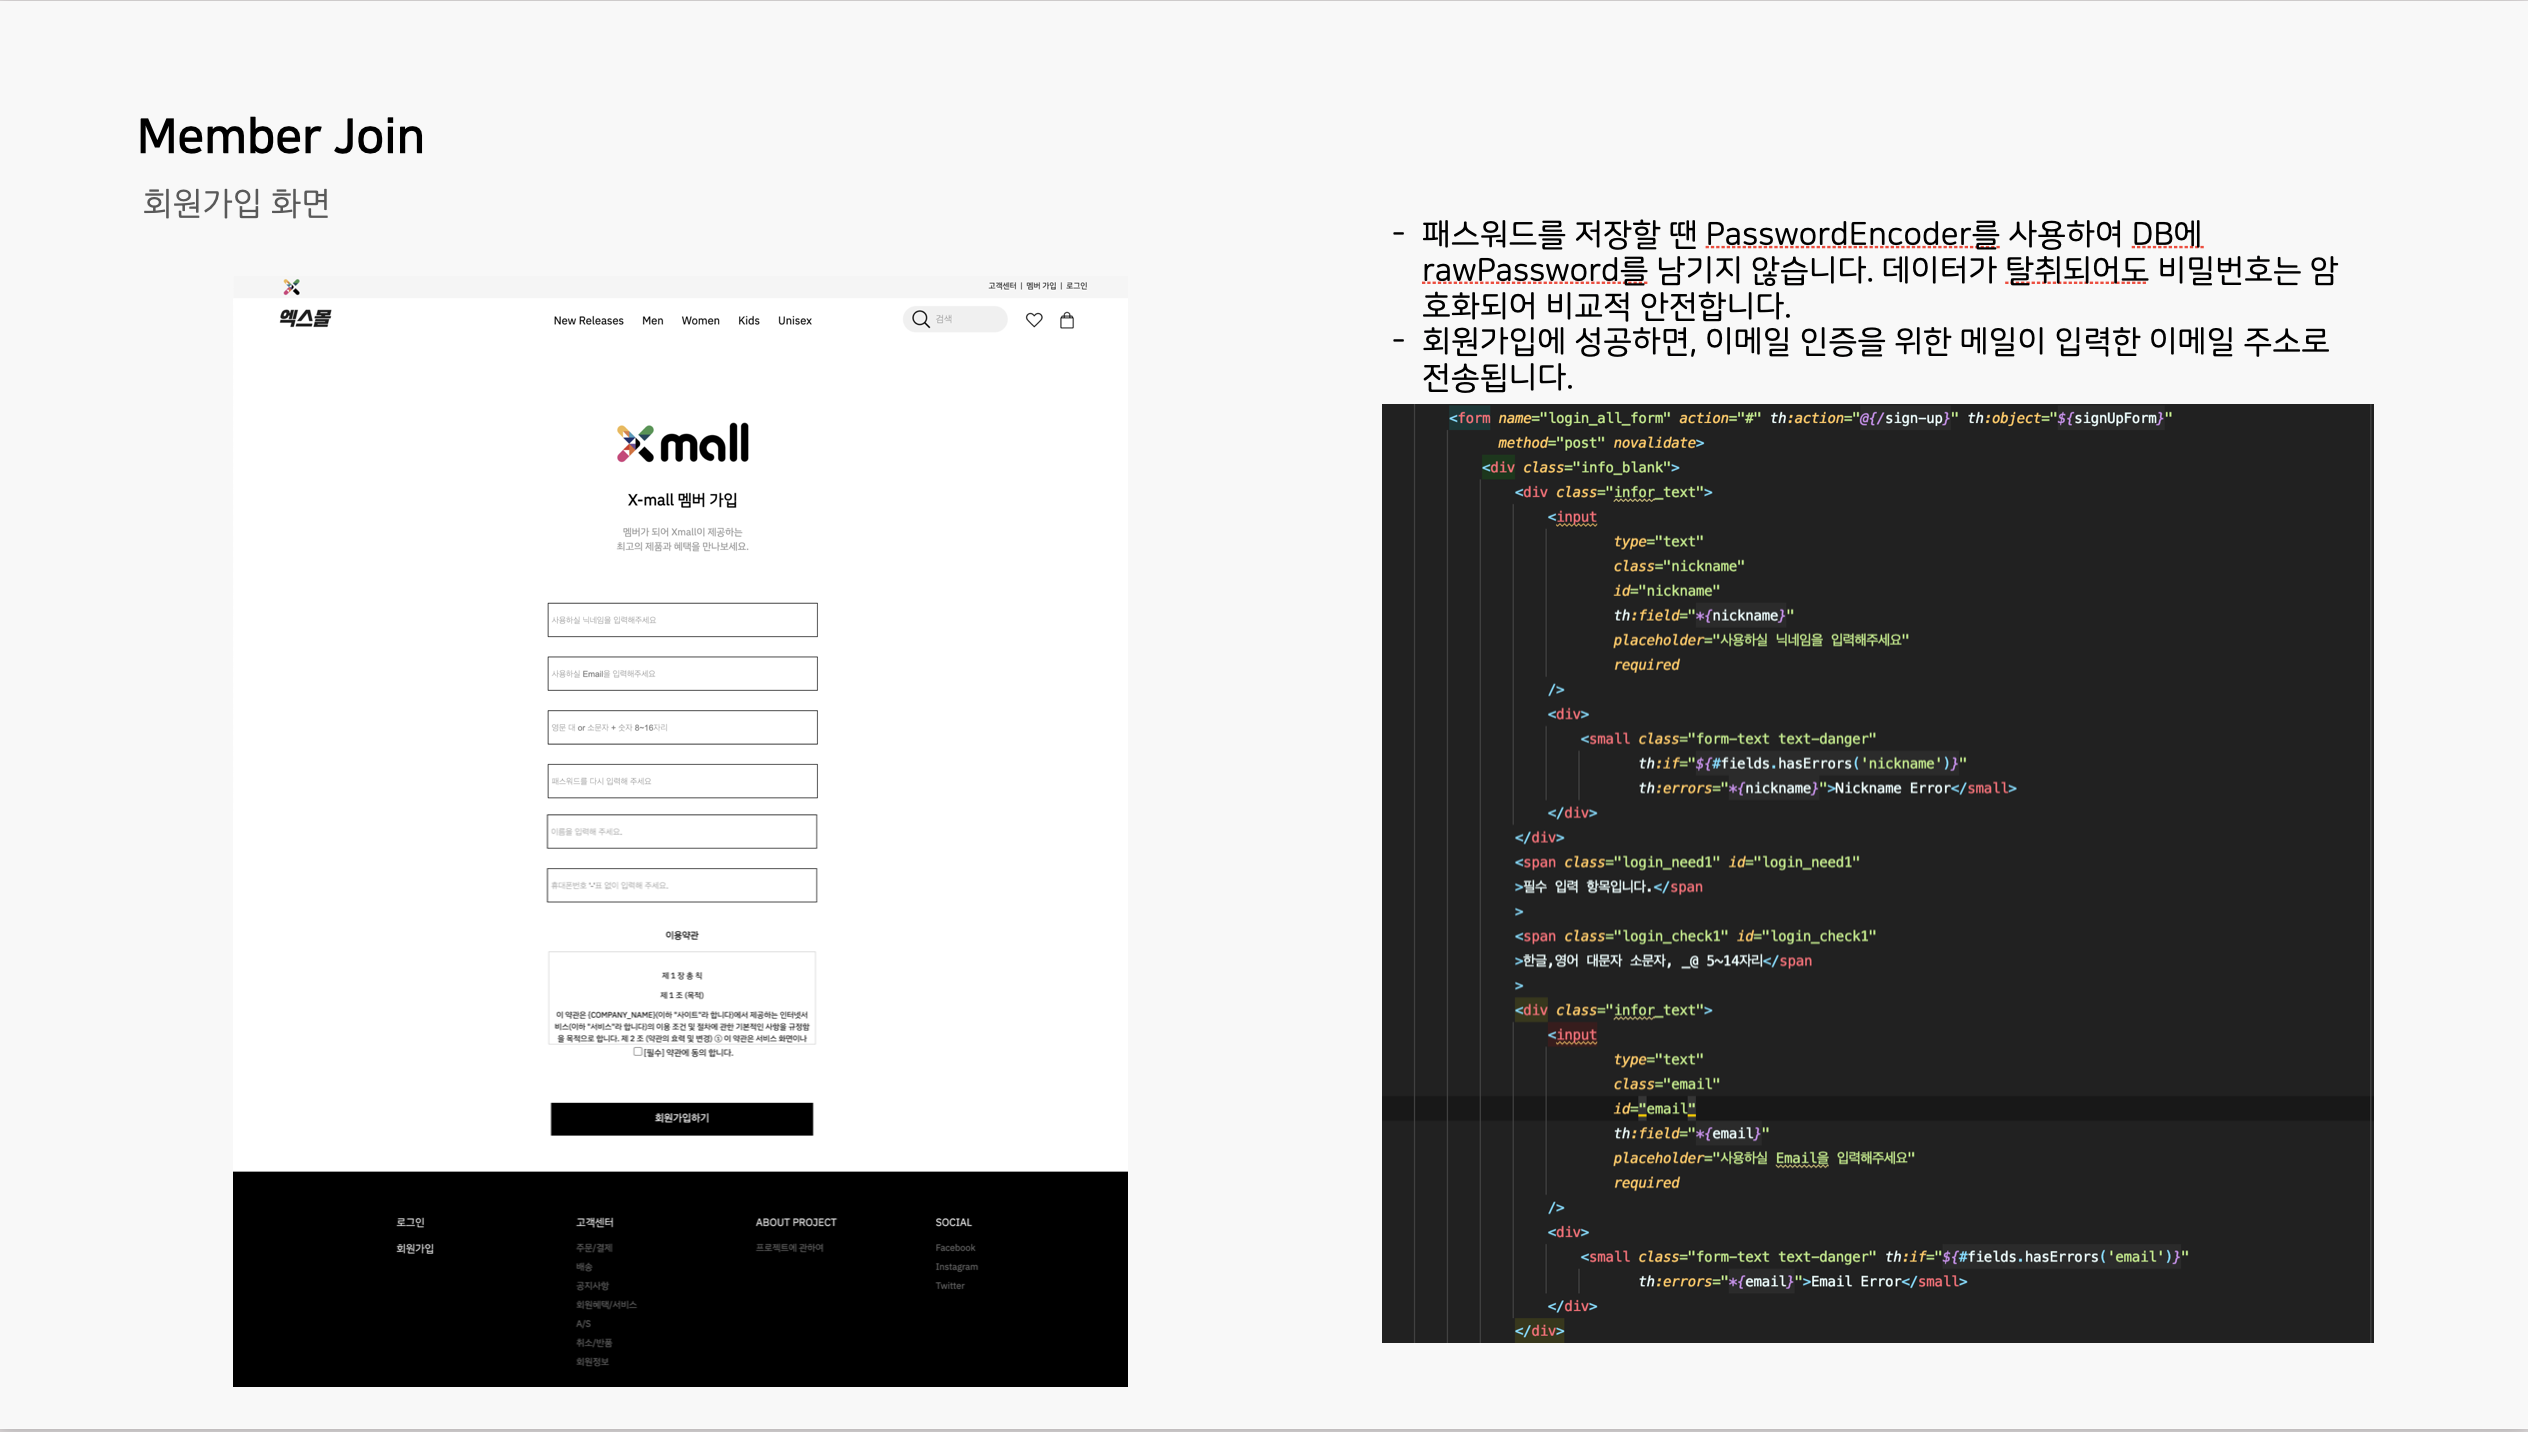 Member Join
회원가입 화면
- 패스워드를 저장할 땐 PasswordEncoder를 사용하여 DB에
rawPassword를 남기지 않습니다. 데이터가 탈취되어도 비밀번호는 암
호화되어 비교적 안전합니다.
- 회원가입에 성공하면, 이메일 인증을 위한 메일이 입력한 이메일 주소로
전송됩니다.
고객센터 | 멤버 가입 | 로그인
엑스몰
New Releases Men Women Kids Unisex
검색
Xmall
X-mall 멤버 가입
멤버가 되어 Xmall이 제공하는
최고의 제품과 혜택을 만나보세요.
사용하실 닉네임을 입력해주세요
사용하실 Email을 입력해주세요
영문 대 or 소문자 + 숫자 8~16자리
패스워드를 다시 입력해 주세요
이름을 입력해 주세요.
휴대폰번호 '-'표 없이 입력해 주세요.
이용약관
제 1 장 총 칙
제 1 조 (목적)
이 약관은 {COMPANY_NAME}(이하 "사이트"라 합니다)에서 제공하는 인터넷서
비스(이하 "서비스"라 합니다)의 이용 조건 및 절차에 관한 기본적인 사항을 규정함
을 목적으로 합니다. 제 2 조 (약관의 효력 및 변경) ① 이 약관은 서비스 화면이나
[필수] 약관에 동의 합니다.
회원가입하기
로그인
회원가입
고객센터
주문/결제
배송
공지사항
회원혜택/서비스
A/S
취소/반품
회원정보
ABOUT PROJECT
프로젝트에 관하여
SOCIAL
Facebook
Instagram
Twitter
<form name="login_all_form" action="#" th:action="@{/sign-up}" th:object="${signUpForm}"
method="post" novalidate>
<div class="info_blank">
<div class="infor_text">
<input
type="text"
class="nickname"
id="nickname"
th:field="*{nickname}"
placeholder="사용하실 닉네임을 입력해주세요"
required
/>
<div>
<small class="form-text text-danger"
th:if="${#fields.hasErrors('nickname')}"
th:errors="*{nickname}">Nickname Error</small>
</div>
</div>
<span class="login_need1" id="login_need1"
>필수 입력 항목입니다.</span
>
<span class="login_check1" id="login_check1"
>한글,영어 대문자 소문자, _@ 5~14자리</span
>
<div class="infor_text">
<input
type="text"
class="email"
id="email"
th:field="*{email}"
placeholder="사용하실 Email을 입력해주세요"
required
/>
<div>
<small class="form-text text-danger" th:if="${#fields.hasErrors('email')}"
th:errors="*{email}">Email Error</small>
</div>
</div>